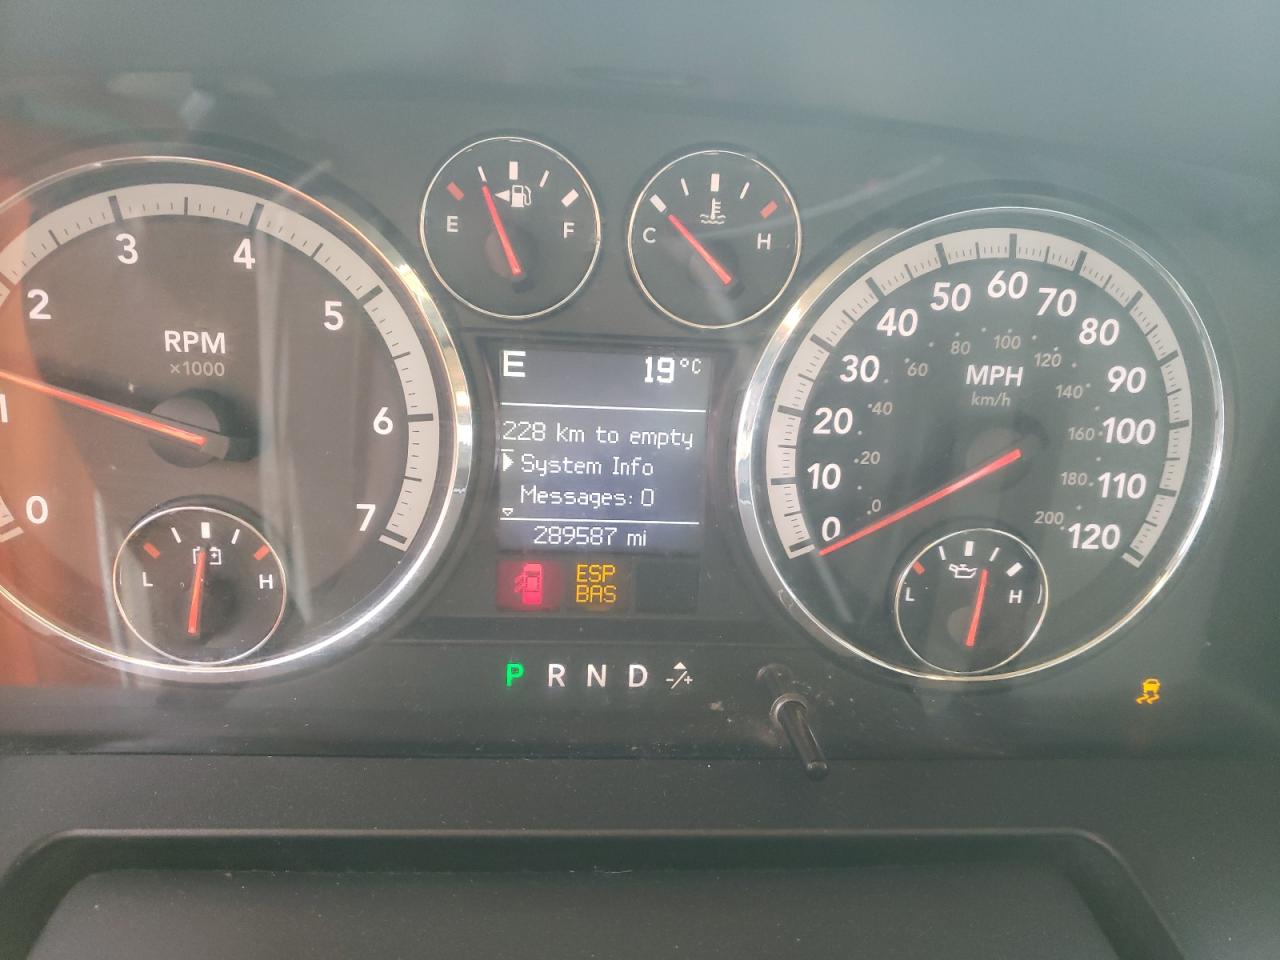 0
1
2
3
4
5
6
7
RPM
×1000
L
H
E
F
C
H
E
19°C
228 km to empty
System Info
Messages: 0
289587 mi
ESP
BAS
P R N D -/+
0
10
20
30
40
50
60
70
80
90
100
110
120
MPH
km/h
0
20
40
60
80
100
120
140
160
180
200
L
H